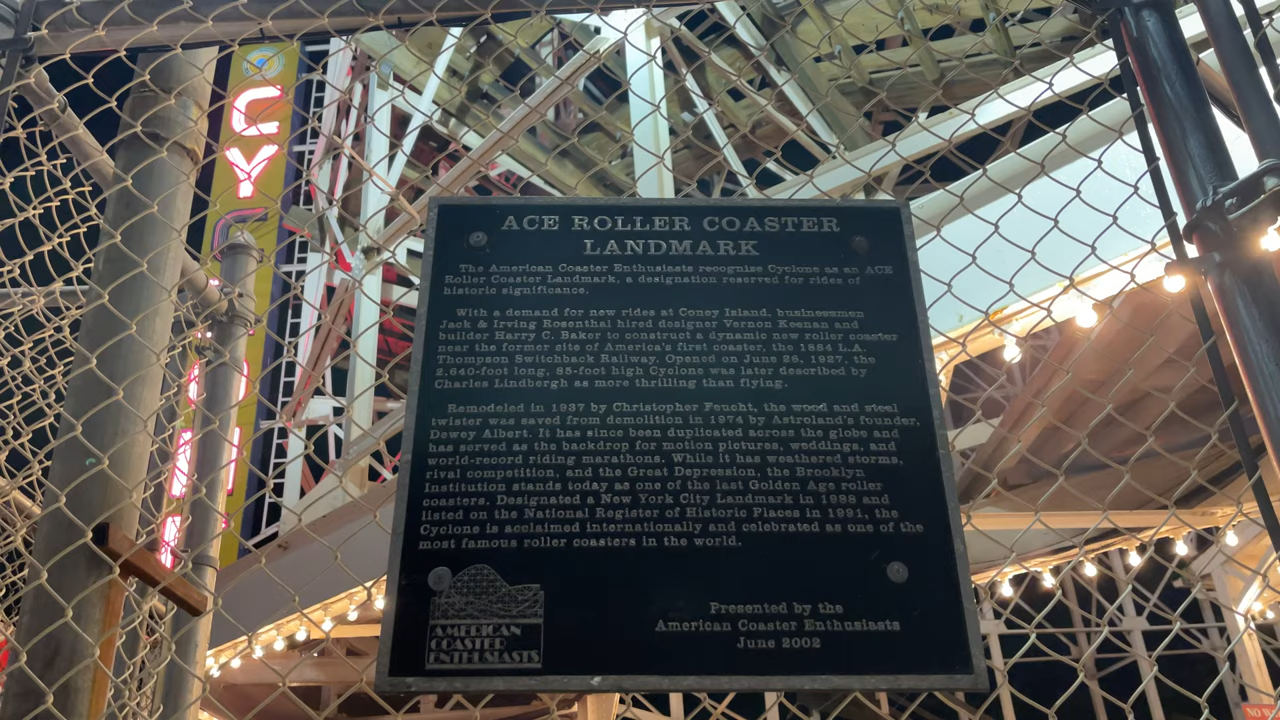 CYC
ACE ROLLER COASTER
LANDMARK
The American Coaster Enthusiasts recognize Cyclone as an ACE
Roller Coaster Landmark, a designation reserved for rides of
historic significance.
With a demand for new rides at Coney Island, businessmen
Jack & Irving Rosenthal hired designer Vernon Keenan and
builder Harry C. Baker to construct a dynamic new roller coaster
near the former site of America's first coaster, the 1884 L.A.
Thompson Switchback Railway. Opened on June 26, 1927, the
2,640-foot long, 85-foot high Cyclone was later described by
Charles Lindbergh as more thrilling than flying.
Remodeled in 1937 by Christopher Feucht, the wood and steel
twister was saved from demolition in 1974 by Astroland's founder,
Dewey Albert. It has since been duplicated across the globe and
has served as the backdrop for motion pictures, weddings, and
world-record riding marathons. While it has weathered storms,
rival competition, and the Great Depression, the Brooklyn
Institution stands today as one of the last Golden Age roller
coasters. Designated a New York City Landmark in 1988 and
listed on the National Register of Historic Places in 1991, the
Cyclone is acclaimed internationally and celebrated as one of the
most famous roller coasters in the world.
AMERICAN
COASTER
ENTHUSIASTS
Presented by the
American Coaster Enthusiasts
June 2002
NO